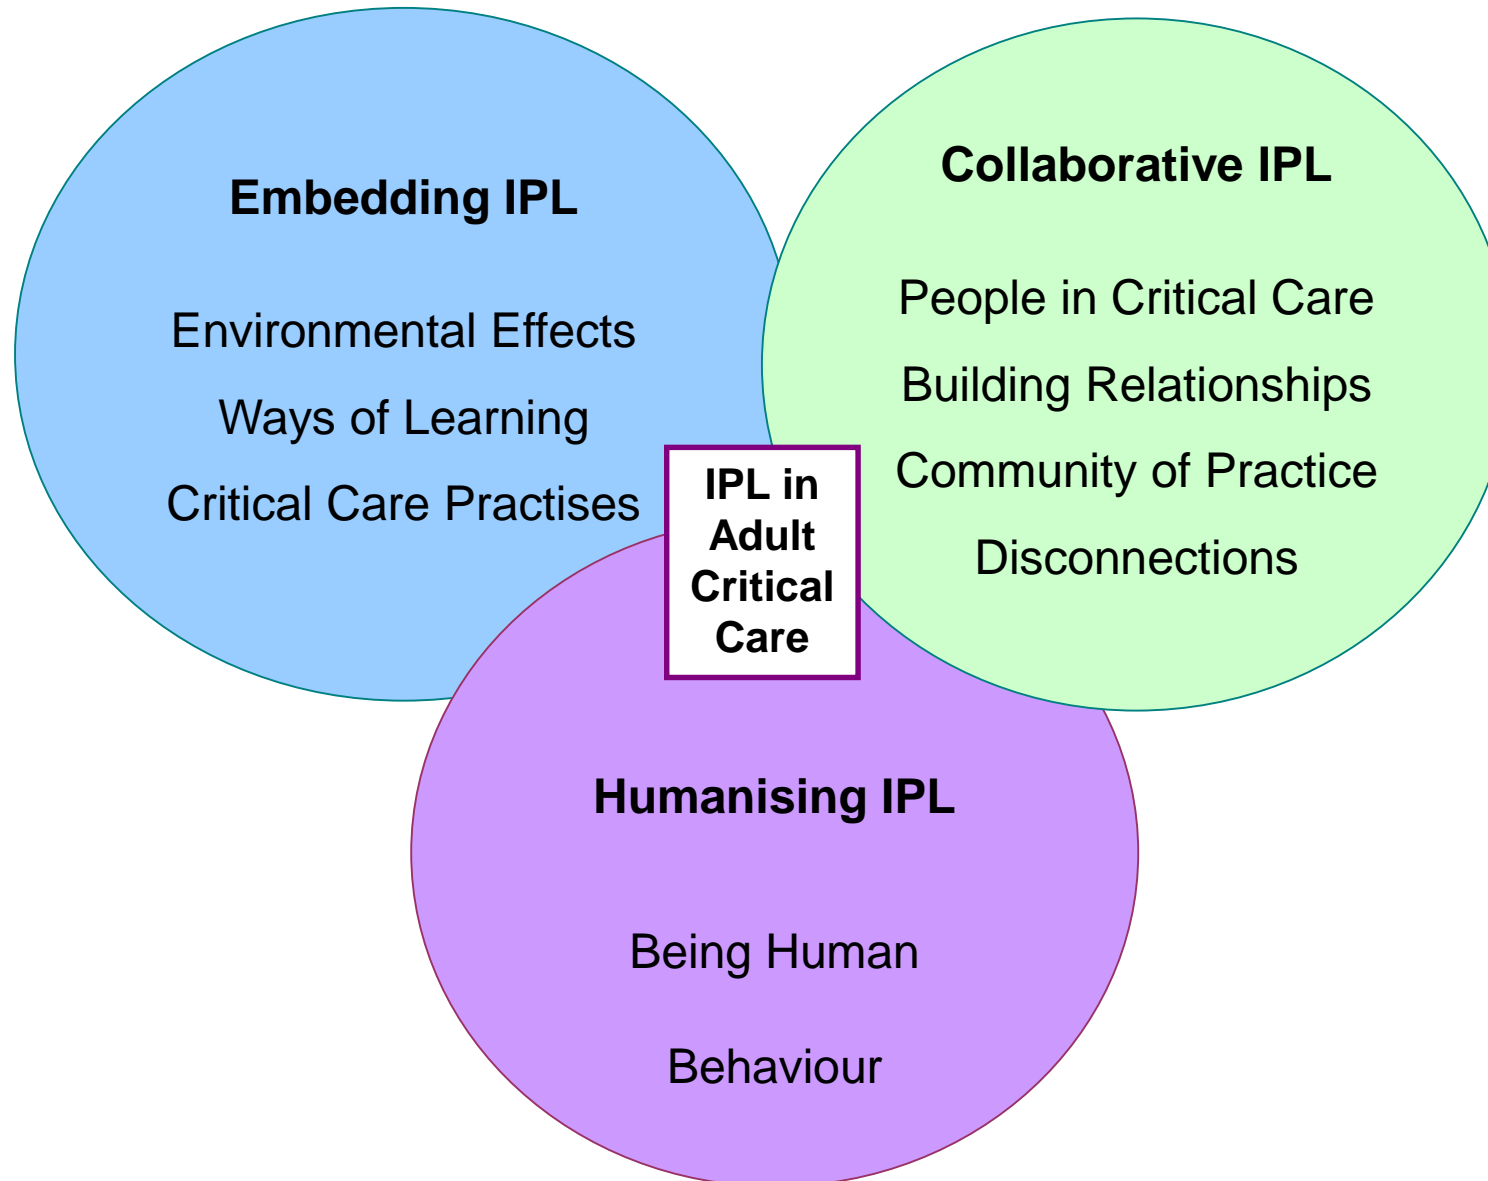 Embedding IPL
Environmental Effects
Ways of Learning
Critical Care Practises
Collaborative IPL
People in Critical Care
Building Relationships
Community of Practice
Disconnections
IPL in
Adult
Critical
Care
Humanising IPL
Being Human
Behaviour